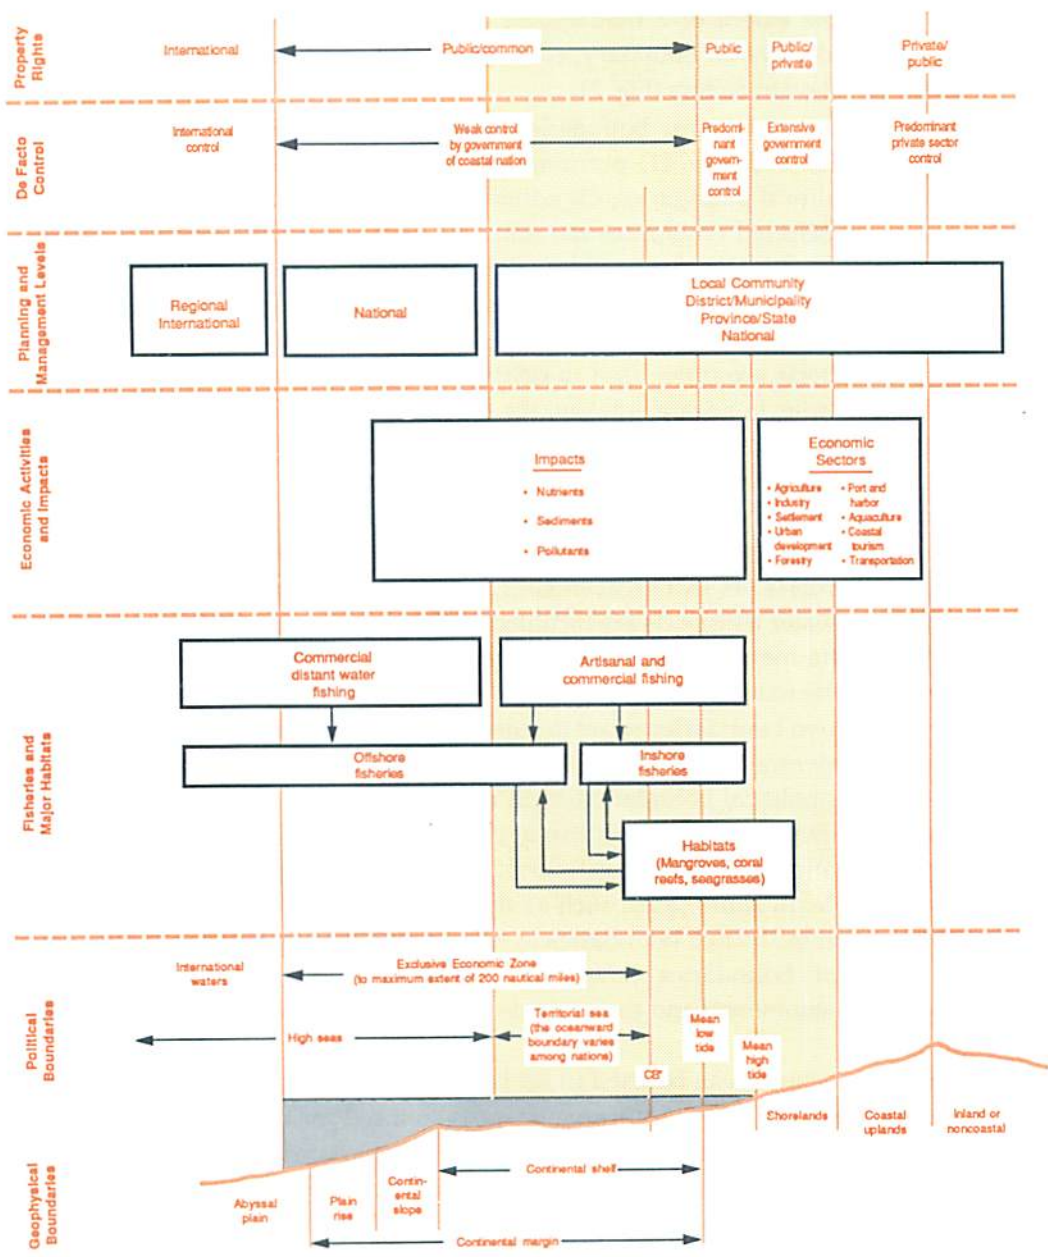 Property
Rights
International
Public/common
Public
Public/
private
Private/
public
De Facto
Control
International
control
Weak control
by government
of coastal nation
Predomi-
nant
govern-
ment
control
Extensive
government
control
Predominant
private sector
control
Planning and
Management Levels
Regional
International
National
Local Community
District/Municipality
Province/State
National
Economic Activities
and Impacts
Impacts
• Nutrients
• Sediments
• Pollutants
Economic
Sectors
• Agriculture
• Industry
• Settlement
• Urban
development
• Forestry
• Port and
harbor
• Aquaculture
• Coastal
tourism
• Transportation
Fisheries and
Major Habitats
Commercial
distant water
fishing
Artisanal and
commercial fishing
Offshore
fisheries
Inshore
fisheries
Habitats
(Mangroves, coral
reefs, seagrasses)
Political
Boundaries
International
waters
Exclusive Economic Zone
(to maximum extent of 200 nautical miles)
High seas
Territorial sea
(the oceanward
boundary varies
among nations)
CB*
Mean
low
tide
Mean
high
tide
Geophysical
Boundaries
Shorelands
Coastal
uplands
Inland or
noncoastal
Continental shelf
Abyssal
plain
Plain
rise
Contin-
ental
slope
Continental margin